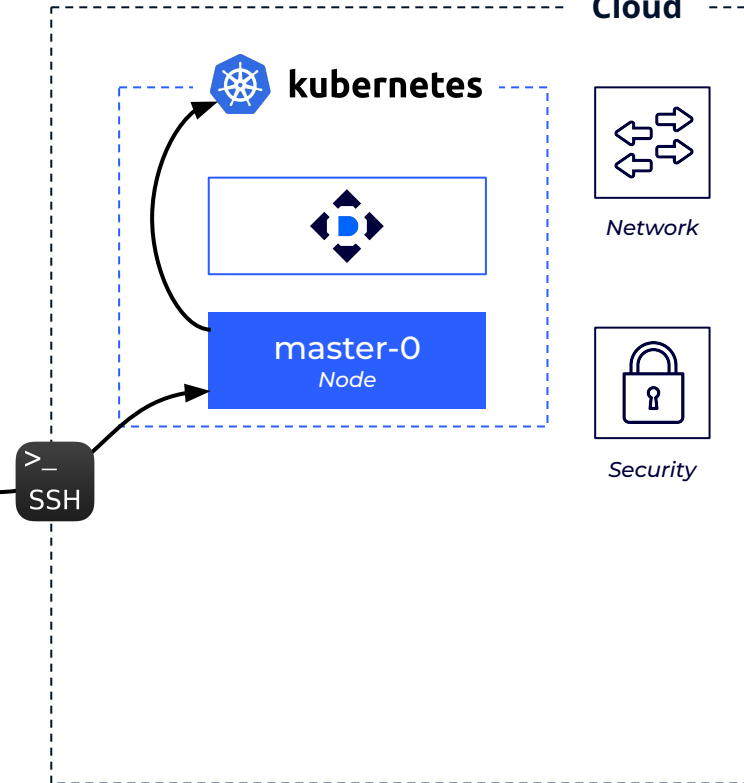 Cloud
kubernetes
Network
master-0
Node
Security
>_
SSH